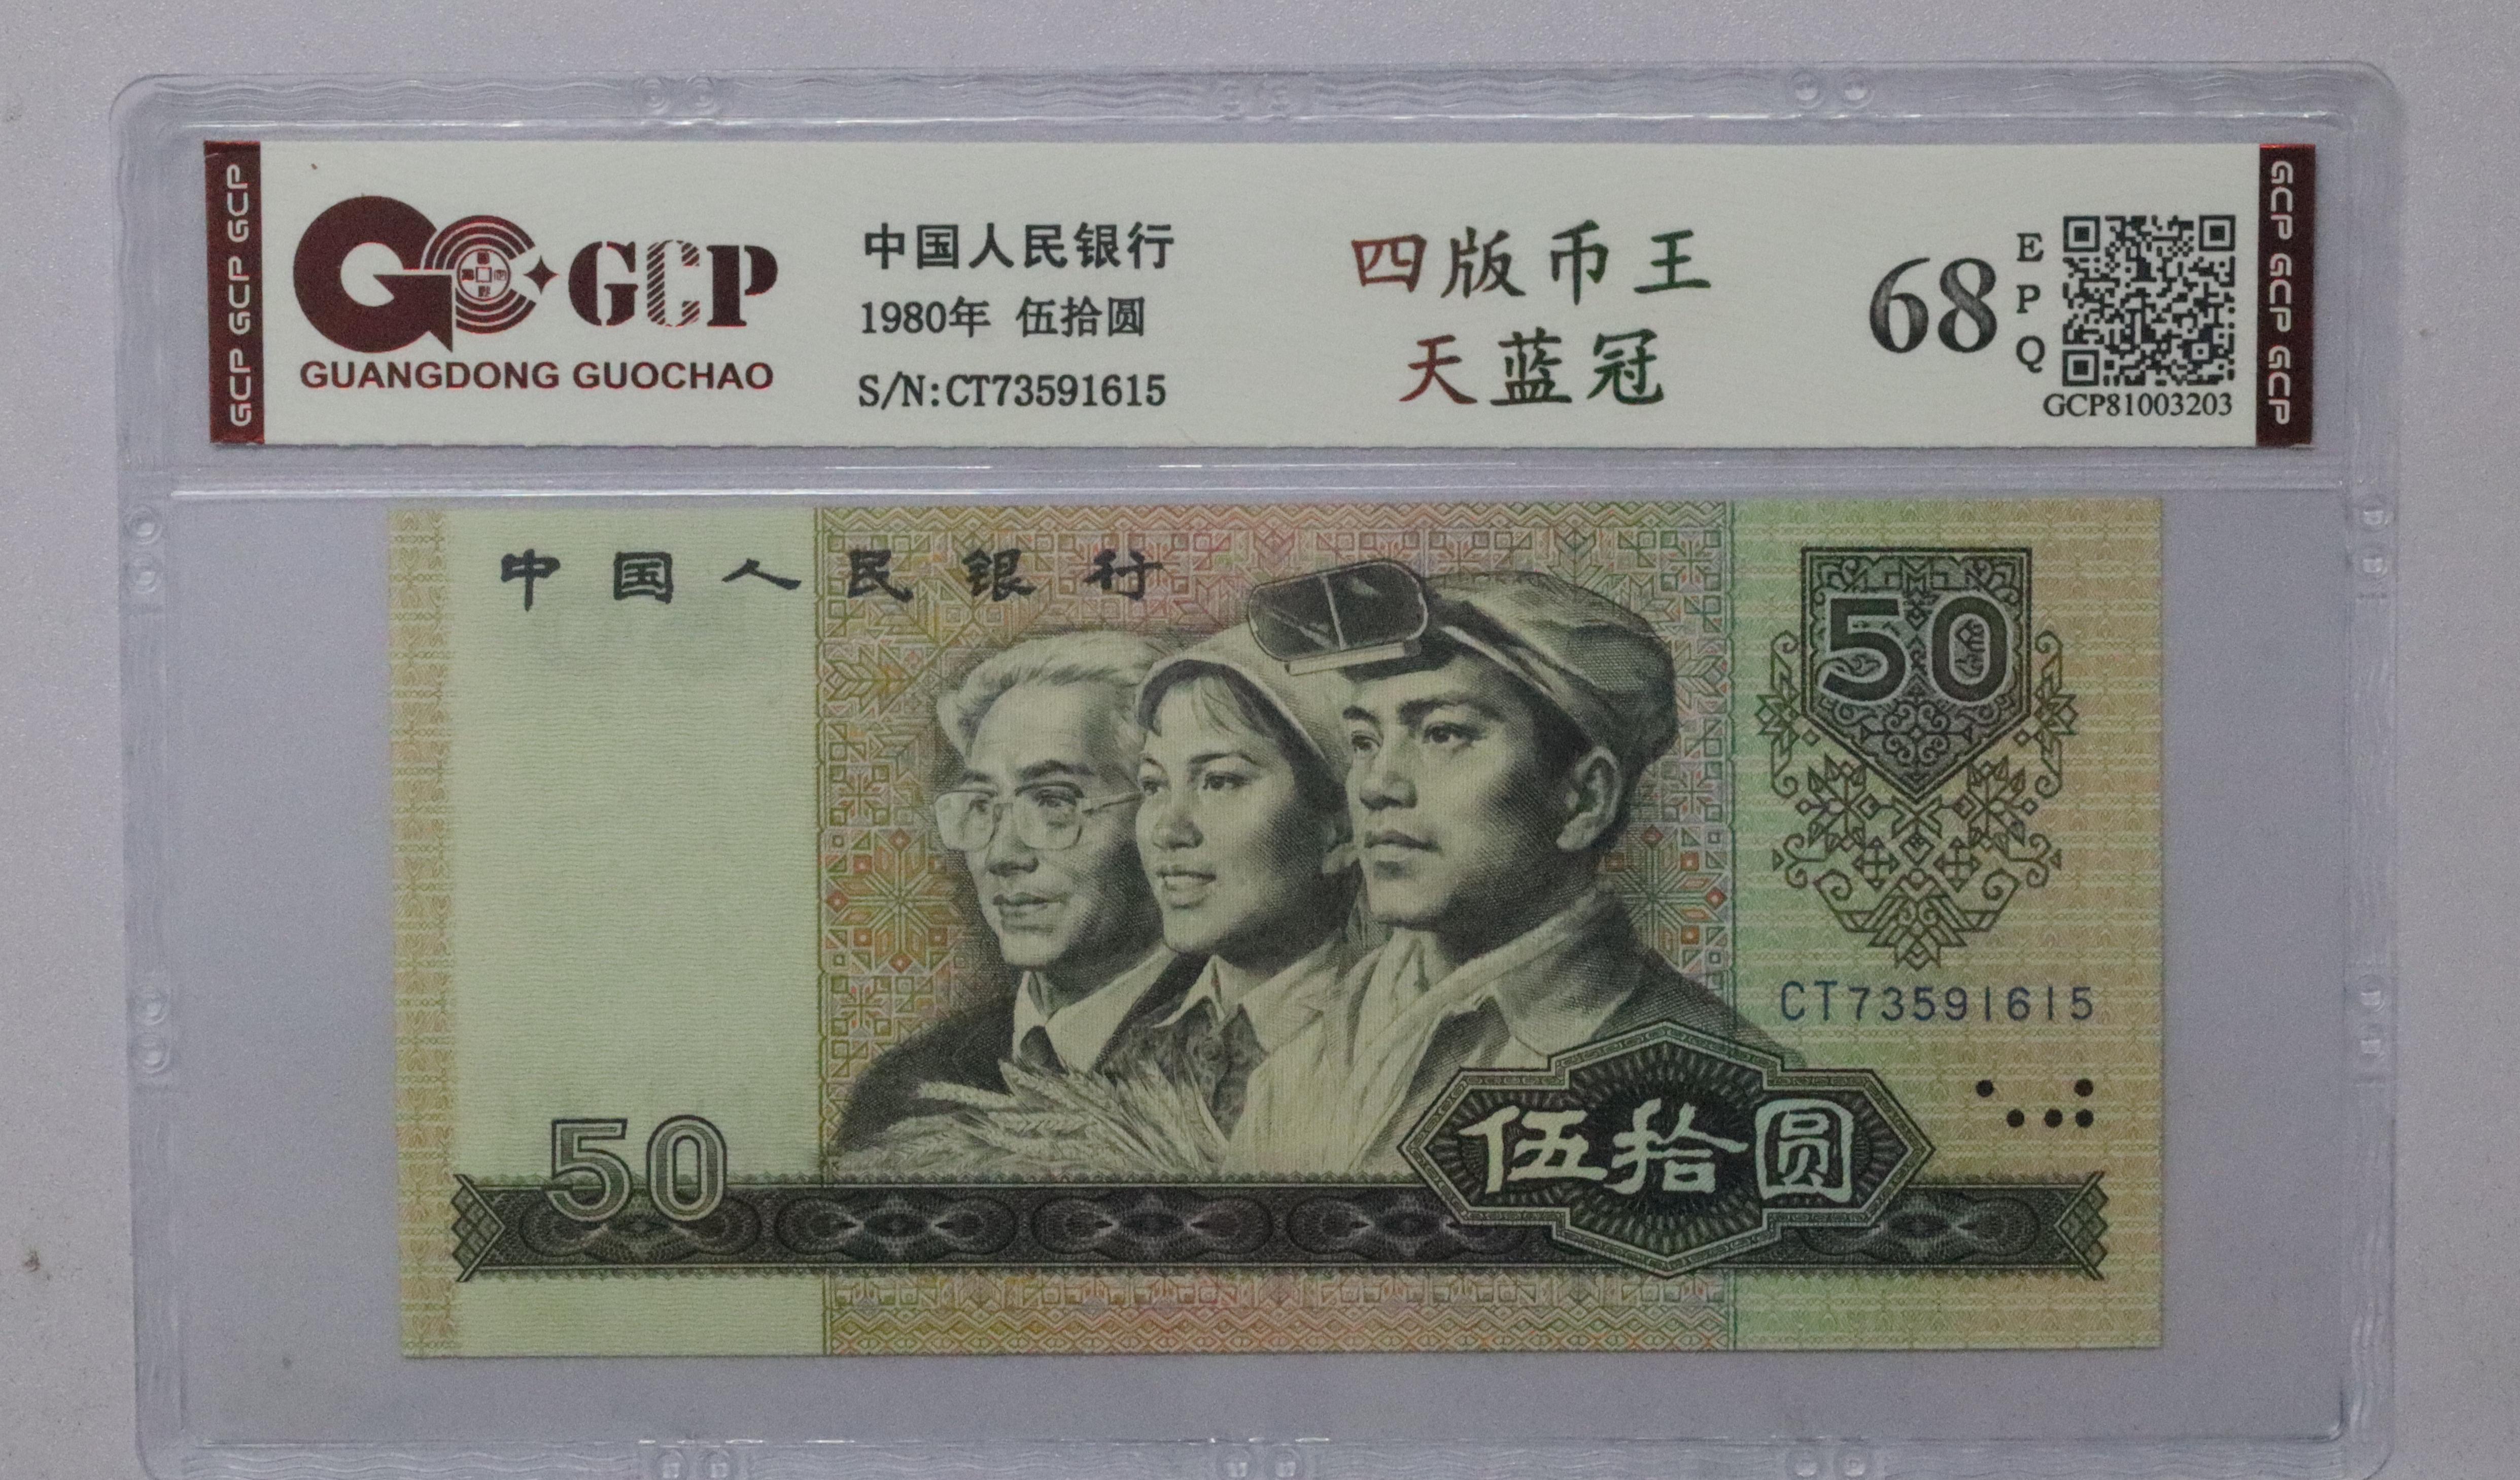 GCP GCP GCP
GCP
GUANGDONG GUOCHAO
中国人民银行
1980年 伍拾圆
S/N:CT73591615
四版币王
天蓝冠
68
EPQ
GCP81003203
GCP GCP GCP
中国人民银行
50
CT73591615
50
伍拾圆